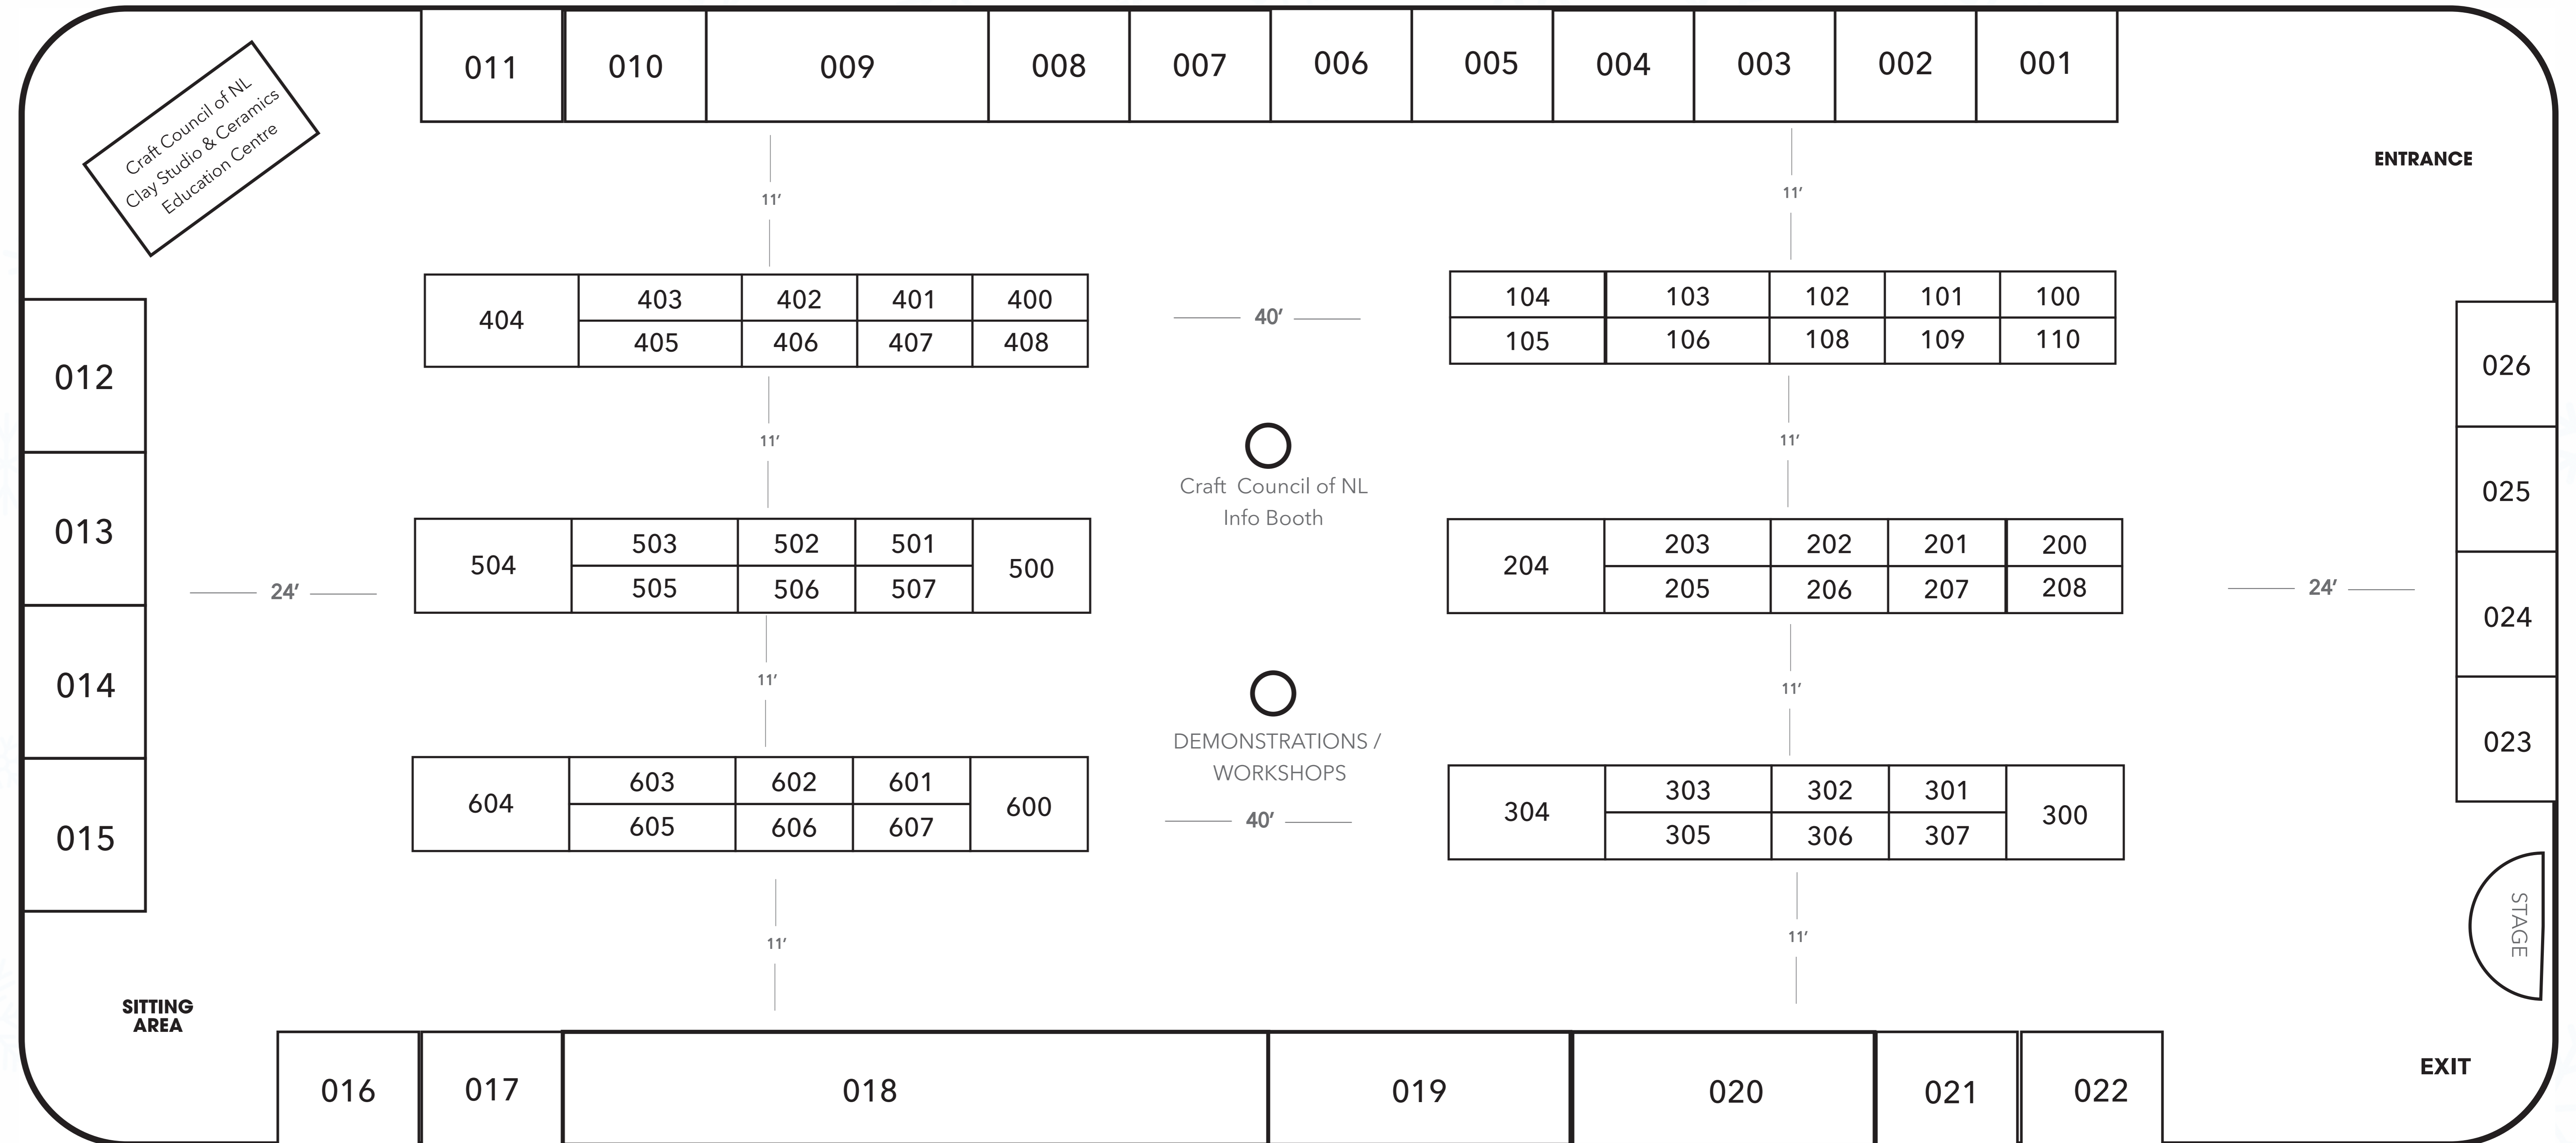 011 010 009 008 007 006 005 004 003 002 001
Craft Council of NL
Clay Studio & Ceramics
Education Centre
ENTRANCE
11’ 11’
404 403 402 401 400
405 406 407 408
40’
104 103 102 101 100
105 106 108 109 110
012
013
014
015
026
025
024
023
11’ 11’
Craft Council of NL
Info Booth
504 503 502 501 500
505 506 507
204 203 202 201 200
205 206 207 208
24’ 24’
11’ 11’
DEMONSTRATIONS /
WORKSHOPS
40’
604 603 602 601 600
605 606 607
304 303 302 301 300
305 306 307
STAGE
11’ 11’
SITTING
AREA
EXIT
016 017 018 019 020 021 022